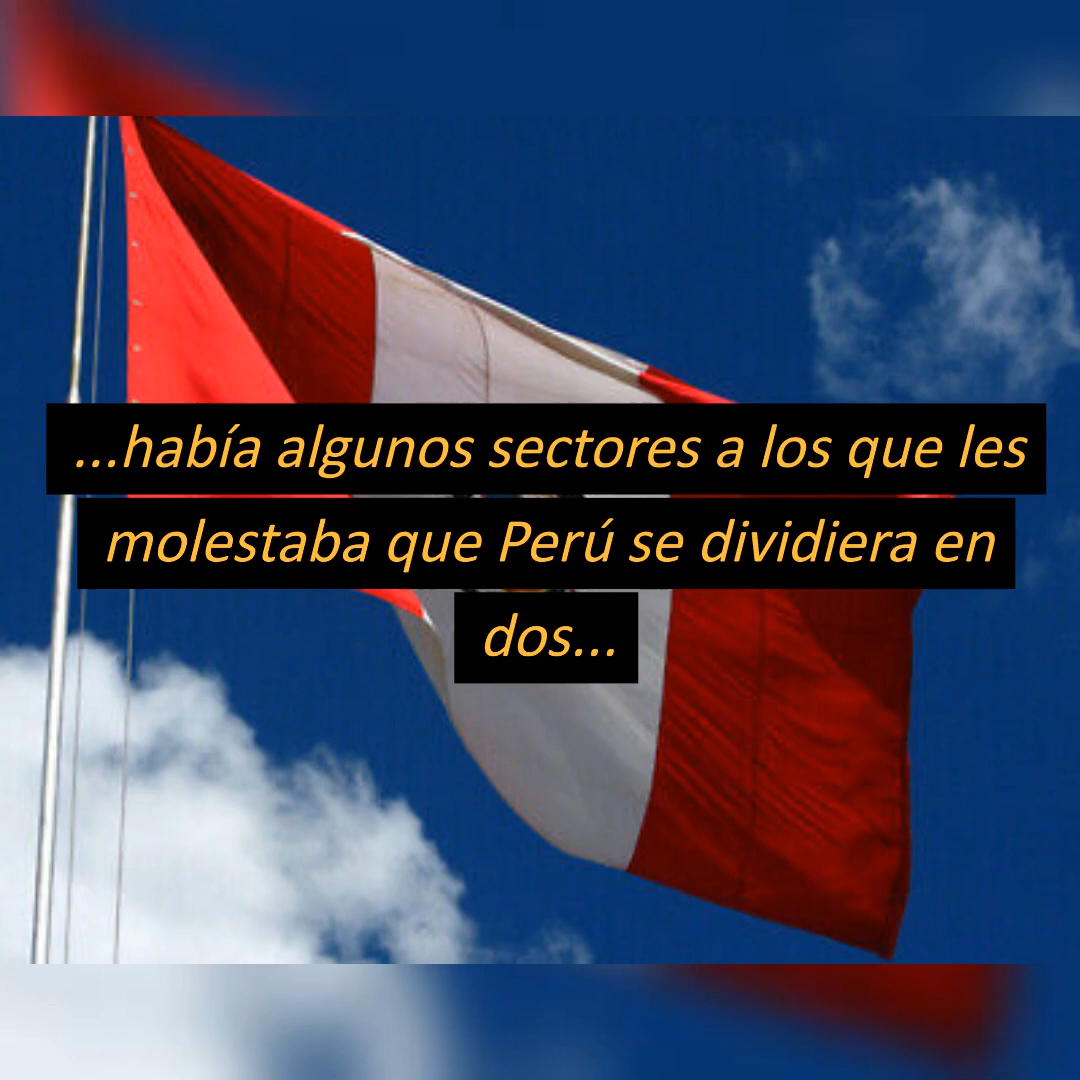 ...había algunos sectores a los que les
molestaba que Perú se dividiera en
dos...